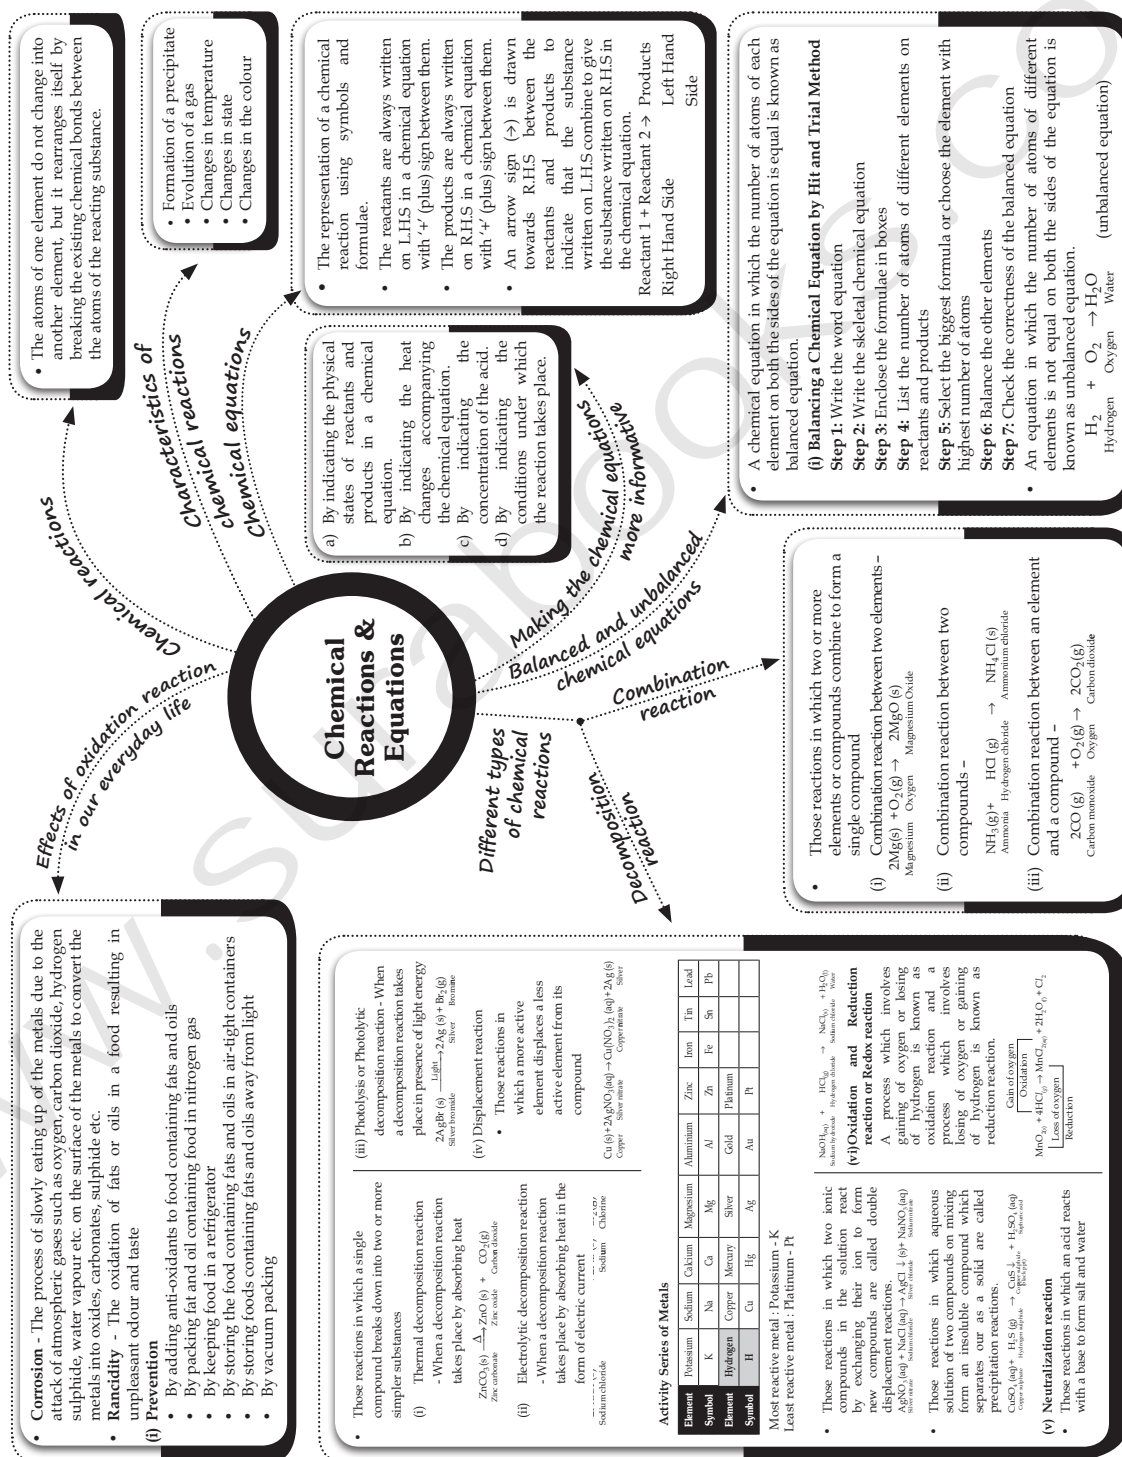 Chemical
Reactions &
Equations
Effects of oxidation reaction
in our everyday life
• Corrosion - The process of slowly eating up of the metals due to the
attack of atmospheric gases such as oxygen, carbon dioxide, hydrogen
sulphide, water vapour etc. on the surface of the metals to convert the
metals into oxides, carbonates, sulphide etc.
• Rancidity - The oxidation of fats or oils in a food resulting in
unpleasant odour and taste
(i) Prevention
• By adding anti-oxidants to food containing fats and oils
• By packing fat and oil containing food in nitrogen gas
• By keeping food in a refrigerator
• By storing the food containing fats and oils in air-tight containers
• By storing foods containing fats and oils away from light
• By vacuum packing
Chemical reactions
• The atoms of one element do not change into
another element, but it rearranges itself by
breaking the existing chemical bonds between
the atoms of the reacting substance.
Characteristics of
chemical reactions
• Formation of a precipitate
• Evolution of a gas
• Changes in temperature
• Changes in state
• Changes in the colour
Chemical equations
• The representation of a chemical
reaction using symbols and
formulae.
• The reactants are always written
on L.H.S in a chemical equation
with '+' (plus) sign between them.
• The products are always written
on R.H.S in a chemical equation
with '+' (plus) sign between them.
• An arrow sign (→) is drawn
towards R.H.S between the
reactants and products to
indicate that the substance
written on L.H.S combine to give
the substance written on R.H.S in
the chemical equation.
Reactant 1 + Reactant 2 → Products
Right Hand Side Left Hand
Side
Making the chemical equations
more informative
a) By indicating the physical
states of reactants and
products in a chemical
equation.
b) By indicating the heat
changes accompanying
the chemical equation.
c) By indicating the
concentration of the acid.
d) By indicating the
conditions under which
the reaction takes place.
Balanced and unbalanced
chemical equations
• A chemical equation in which the number of atoms of each
element on both the sides of the equation is equal is known as
balanced equation.
(i) Balancing a Chemical Equation by Hit and Trial Method
Step 1: Write the word equation
Step 2: Write the skeletal chemical equation
Step 3: Enclose the formulae in boxes
Step 4: List the number of atoms of different elements on
reactants and products
Step 5: Select the biggest formula or choose the element with
highest number of atoms
Step 6: Balance the other elements
Step 7: Check the correctness of the balanced equation
• An equation in which the number of atoms of different
elements is not equal on both the sides of the equation is
known as unbalanced equation.
H₂ + O₂ → H₂O (unbalanced equation)
Hydrogen Oxygen Water
Different types
of chemical
reactions
Combination
reaction
• Those reactions in which two or more
elements or compounds combine to form a
single compound
(i) Combination reaction between two elements –
2Mg(s) + O₂(g) → 2MgO (s)
Magnesium Oxygen Magnesium Oxide
(ii) Combination reaction between two
compounds –
NH₃(g)+ HCl (g) → NH₄Cl (s)
Ammonia Hydrogen chloride Ammonium chloride
(iii) Combination reaction between an element
and a compound –
2CO (g) +O₂(g) → 2CO₂(g)
Carbon monoxide Oxygen Carbon dioxide
Decomposition
reaction
• Those reactions in which a single
compound breaks down into two or more
simpler substances
(i) Thermal decomposition reaction
- When a decomposition reaction
takes place by absorbing heat
ZnCO₃(s) Δ→ ZnO (s) + CO₂(g)
Zinc carbonate Zinc oxide Carbon dioxide
(ii) Electrolytic decomposition reaction
- When a decomposition reaction
takes place by absorbing heat in the
form of electric current
Sodium chloride Sodium Chlorine
(iii) Photolysis or Photolytic
decomposition reaction - When
a decomposition reaction takes
place in presence of light energy
2AgBr (s) Light→ 2Ag (s) + Br₂(g)
Silver bromide Silver Bromine
(iv) Displacement reaction
• Those reactions in
which a more active
element displaces a less
active element from its
compound
Cu (s)+2AgNO₃(aq) → Cu(NO₃)₂ (aq)+2Ag (s)
Copper Silver nitrate Copper nitrate Silver
Activity Series of Metals
Element Potassium Sodium Calcium Magnesium Aluminium Zinc Iron Tin Lead
Symbol K Na Ca Mg Al Zn Fe Sn Pb
Element Hydrogen Copper Mercury Silver Gold Platinum
Symbol H Cu Hg Ag Au Pt
Most reactive metal : Potassium - K
Least reactive metal : Platinum - Pt
• Those reactions in which two ionic
compounds in the solution react
by exchanging their ion to form
new compounds are called double
displacement reactions.
AgNO₃(aq) + NaCl (aq) → AgCl ↓ (s)+ NaNO₃(aq)
Silver nitrate Sodium chloride Silver chloride Sodium nitrate
• Those reactions in which aqueous
solution of two compounds on mixing
form an insoluble compound which
separates our as a solid are called
precipitation reactions.
CuSO₄ (aq)+ H₂S (g) → CuS ↓ + H₂SO₄ (aq)
Copper sulphate Hydrogen sulphide Copper sulphide Sulphuric acid
(v) Neutralization reaction
• Those reactions in which an acid reacts
with a base to form salt and water
NaOH(aq) + HCl(g) → NaCl(s) + H₂O(l)
Sodium hydroxide Hydrogen chloride Sodium chloride Water
(vi)Oxidation and Reduction
reaction or Redox reaction
A process which involves
gaining of oxygen or losing
of hydrogen is known as
oxidation reaction and a
process which involves
losing of oxygen or gaining
of hydrogen is known as
reduction reaction.
Gain of oxygen
Oxidation
MnO₂(l) + 4HCl(g) → MnCl₂(aq) + 2H₂O(l) + Cl₂
Loss of oxygen
Reduction